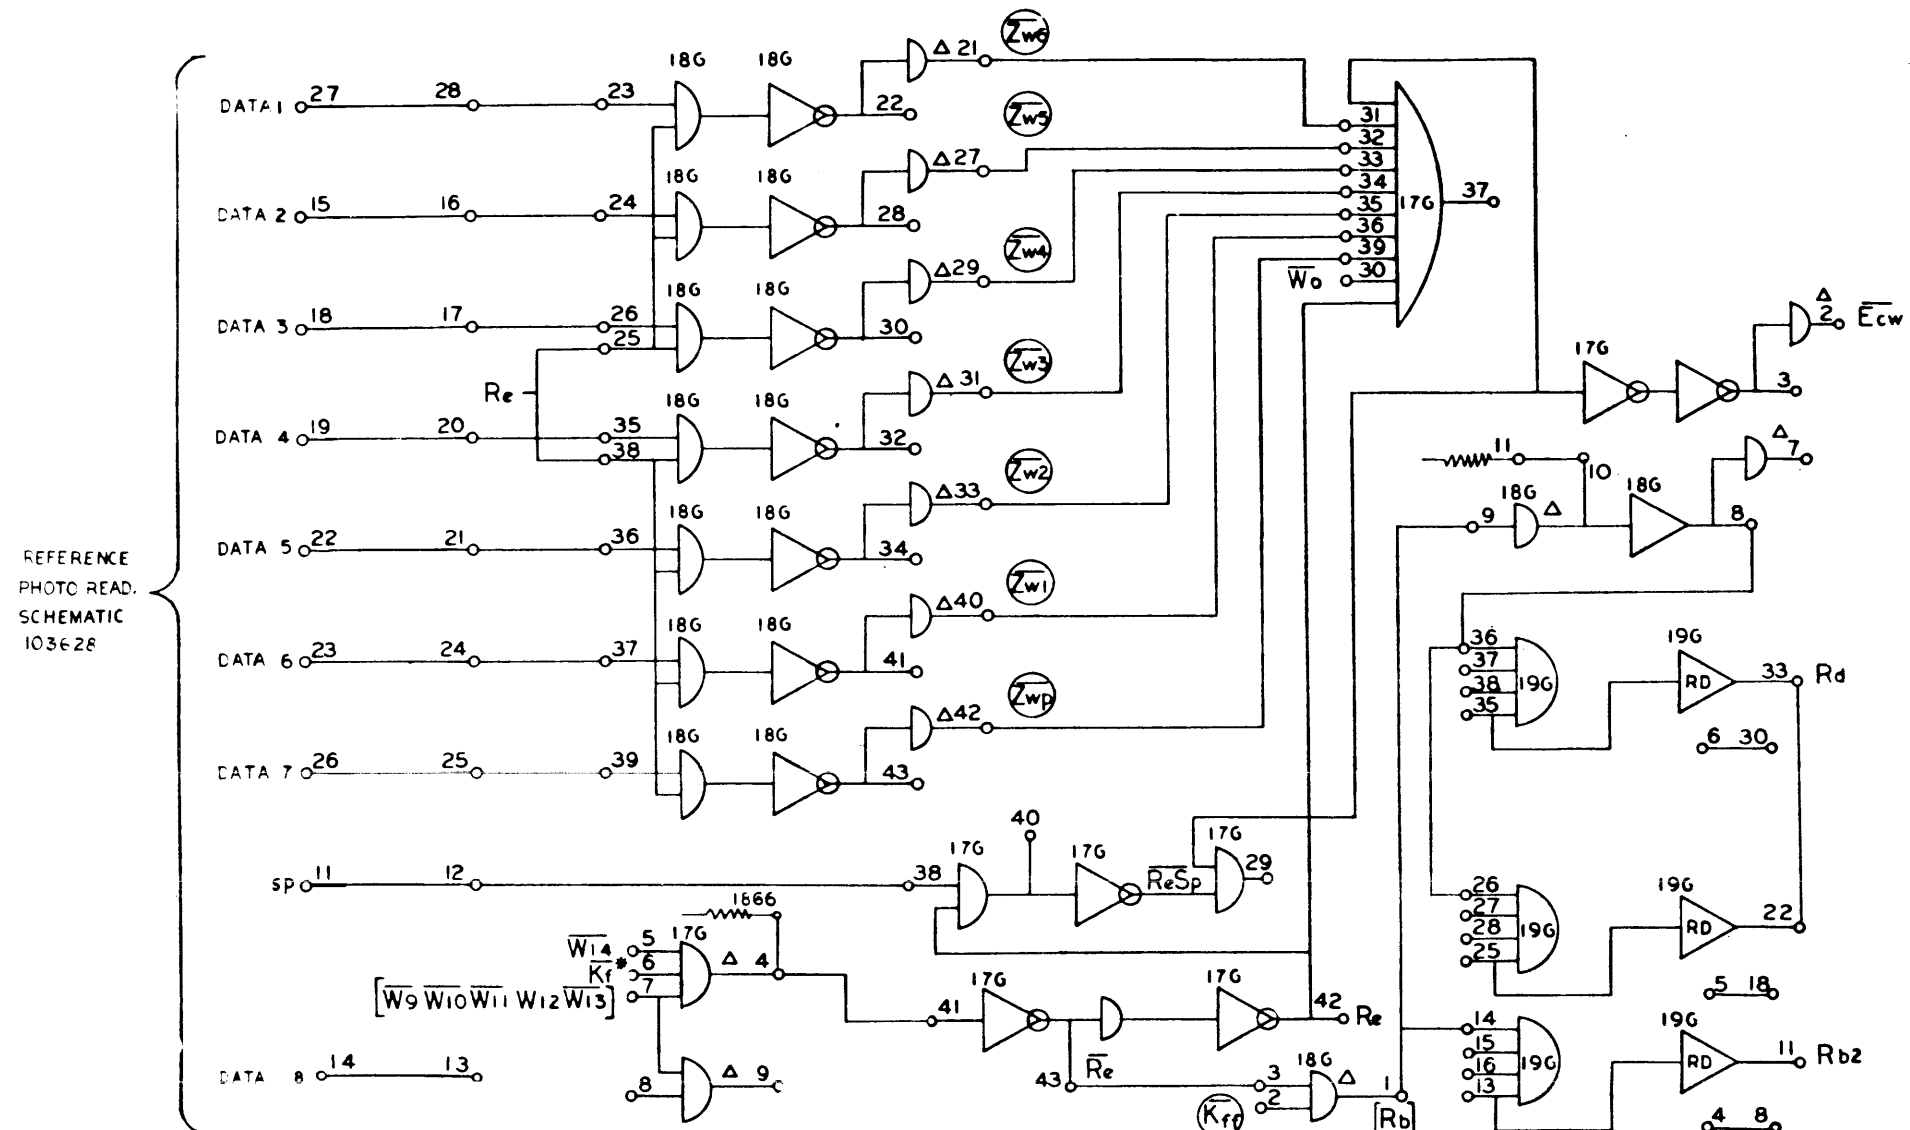 REFERENCE
PHOTO READ.
SCHEMATIC
103628
DATA 1 27 28 23 18G 18G 22 Δ 21 Zw6
DATA 2 15 16 24 18G 18G 28 Δ 27 Zw5
DATA 3 18 17 26 25 18G 18G 30 Δ 29 Zw4
Re
DATA 4 19 20 35 38 18G 18G 32 Δ 31 Zw3
DATA 5 22 21 36 18G 18G 34 Δ 33 Zw2
DATA 6 23 24 37 18G 18G 41 Δ 40 Zw1
DATA 7 26 25 39 18G 18G 43 Δ 42 Zwp
31
32
33
34
35
36
39
W0 30
17G 37
17G 3 Δ 2 Ecw
11 10
9 18G Δ 18G 8 Δ 7
36
37
38
35
19G 19G RD 33 Rd
6 30
26
27
28
25
19G 19G RD 22
5 18
14
15
16
13
19G 19G RD 11 Rb2
4 8
SP 11 12 38 17G 40 17G ReSp 17G 29
1866
W14 5
Kf* 6
[W9 W10 W11 W12 W13] 7
17G Δ 4
41 17G 17G 42 Re
43 Re
3 18G Δ 1
Kff 2
[Rb]
DATA 8 14 13
8 Δ 9